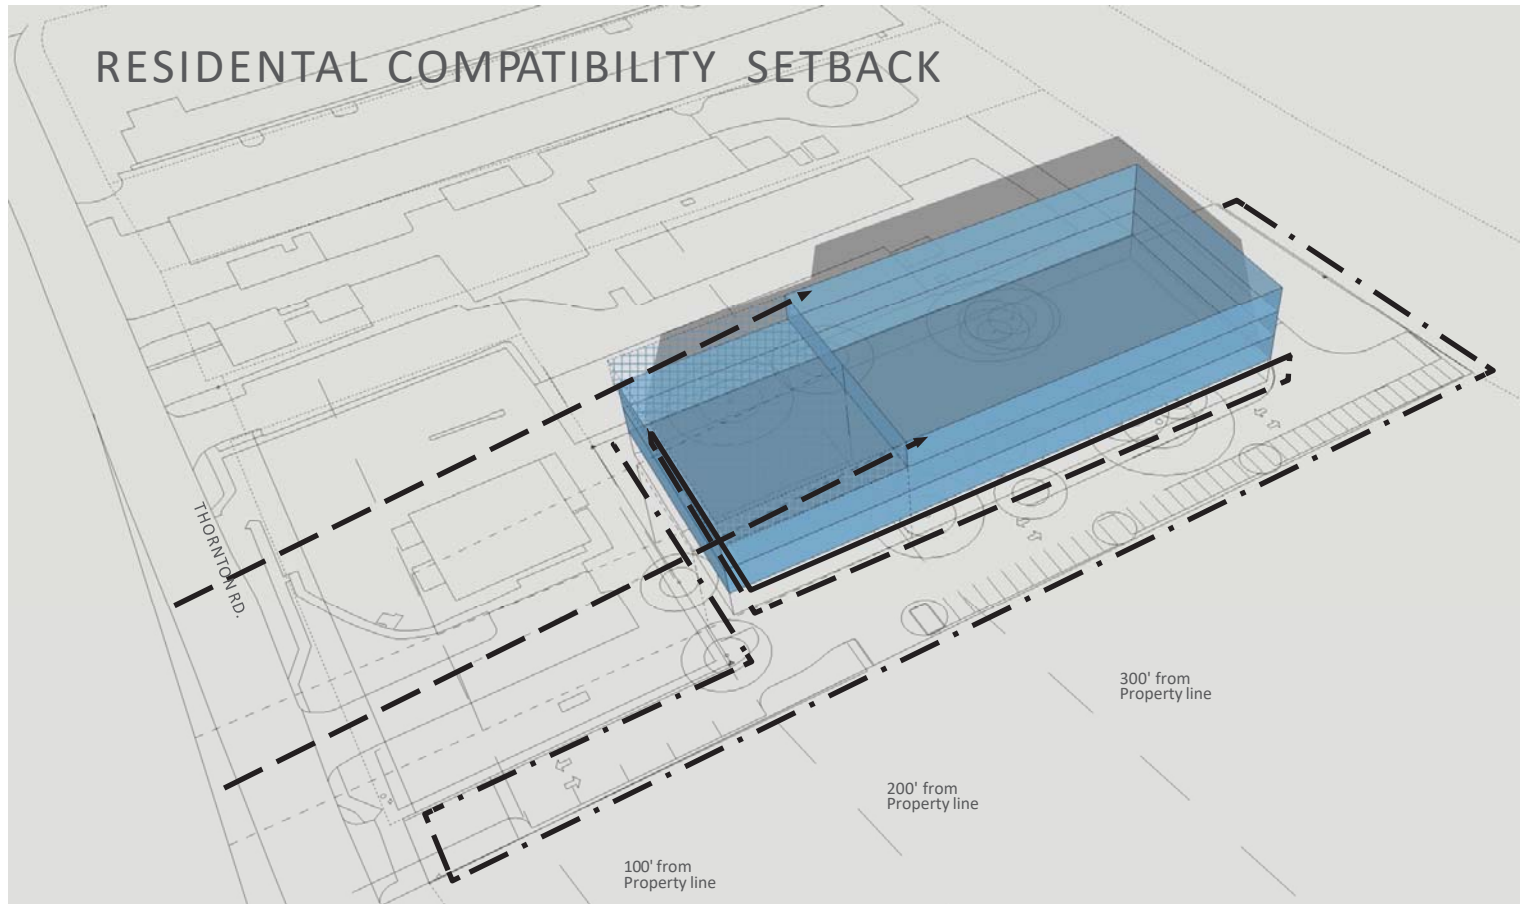 RESIDENTAL COMPATIBILITY SETBACK
THORNTON RD.
300' from
Property line
200' from
Property line
100' from
Property line